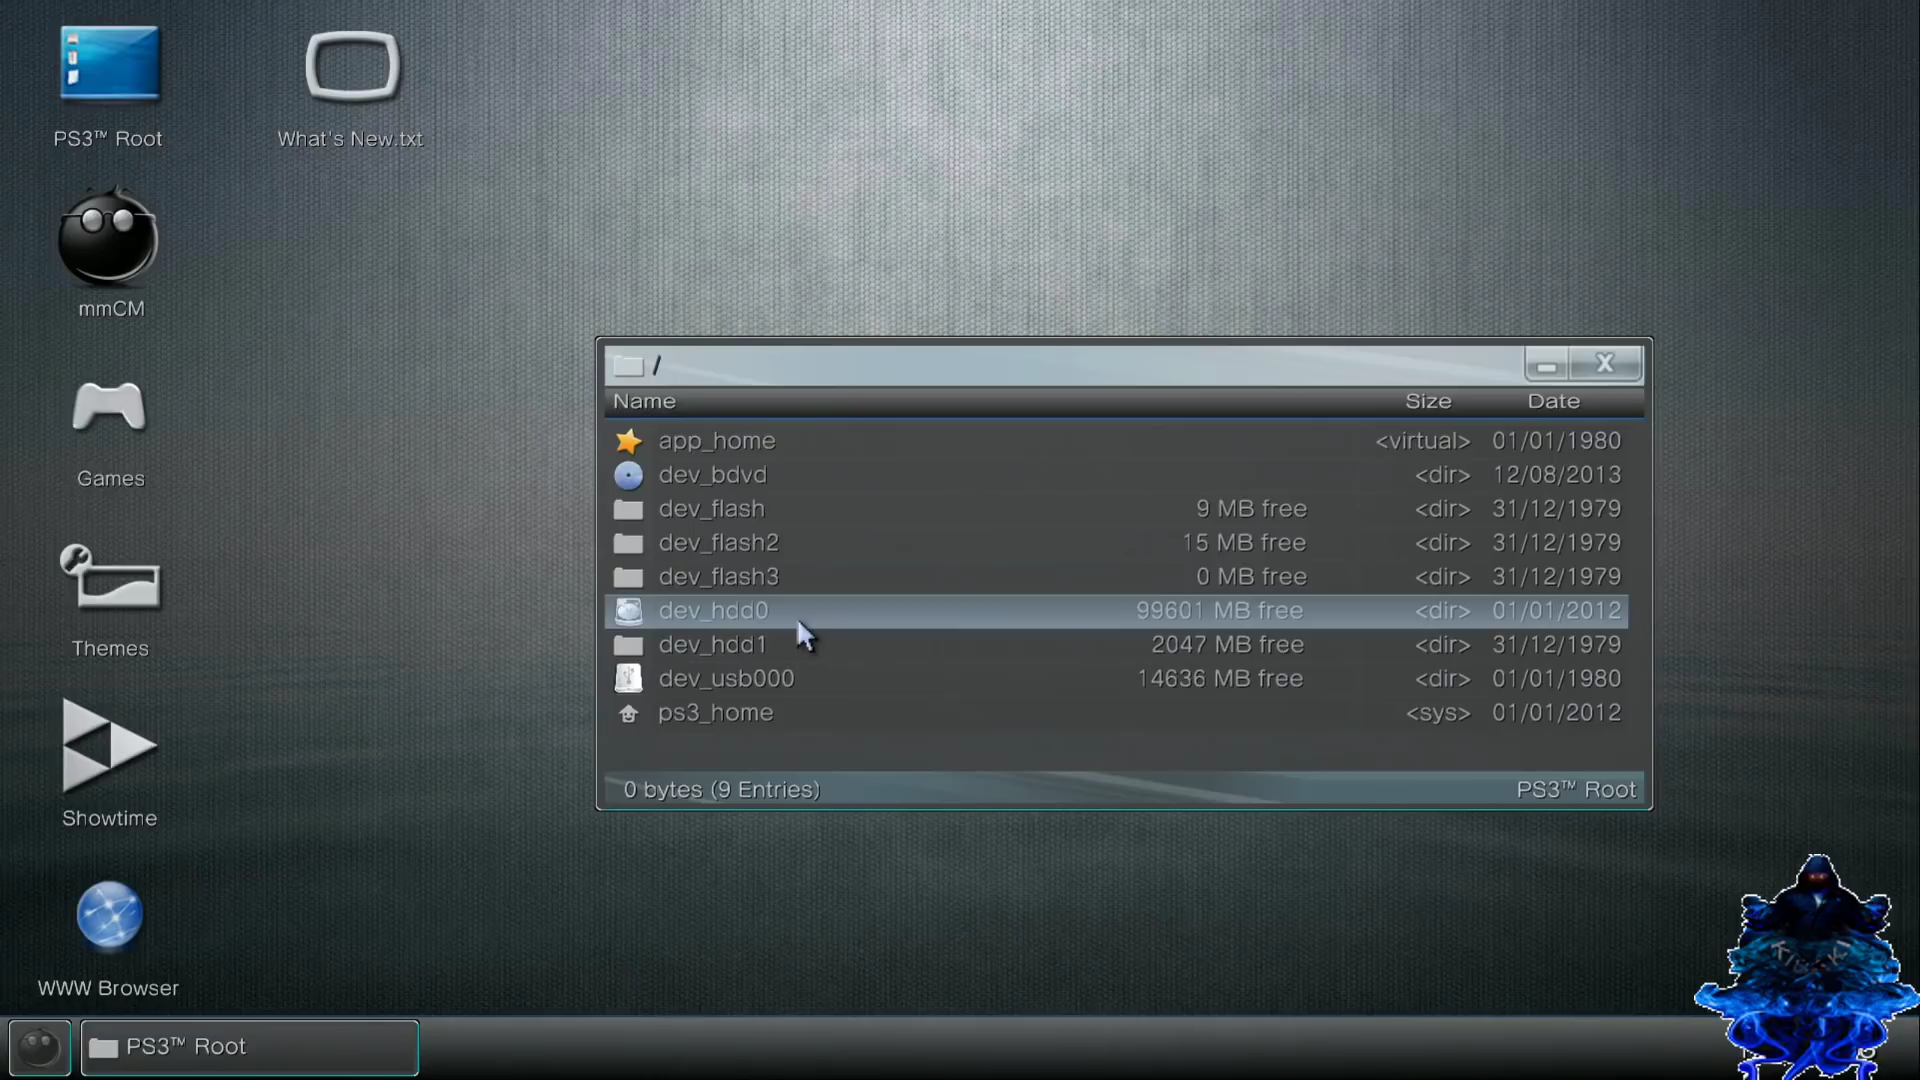 PS3™ Root
What's New.txt
mmCM
Games
Themes
Showtime
WWW Browser
/
X
Name Size Date
app_home <virtual> 01/01/1980
dev_bdvd <dir> 12/08/2013
dev_flash 9 MB free <dir> 31/12/1979
dev_flash2 15 MB free <dir> 31/12/1979
dev_flash3 0 MB free <dir> 31/12/1979
dev_hdd0 99601 MB free <dir> 01/01/2012
dev_hdd1 2047 MB free <dir> 31/12/1979
dev_usb000 14636 MB free <dir> 01/01/1980
ps3_home <sys> 01/01/2012
0 bytes (9 Entries) PS3™ Root
PS3™ Root